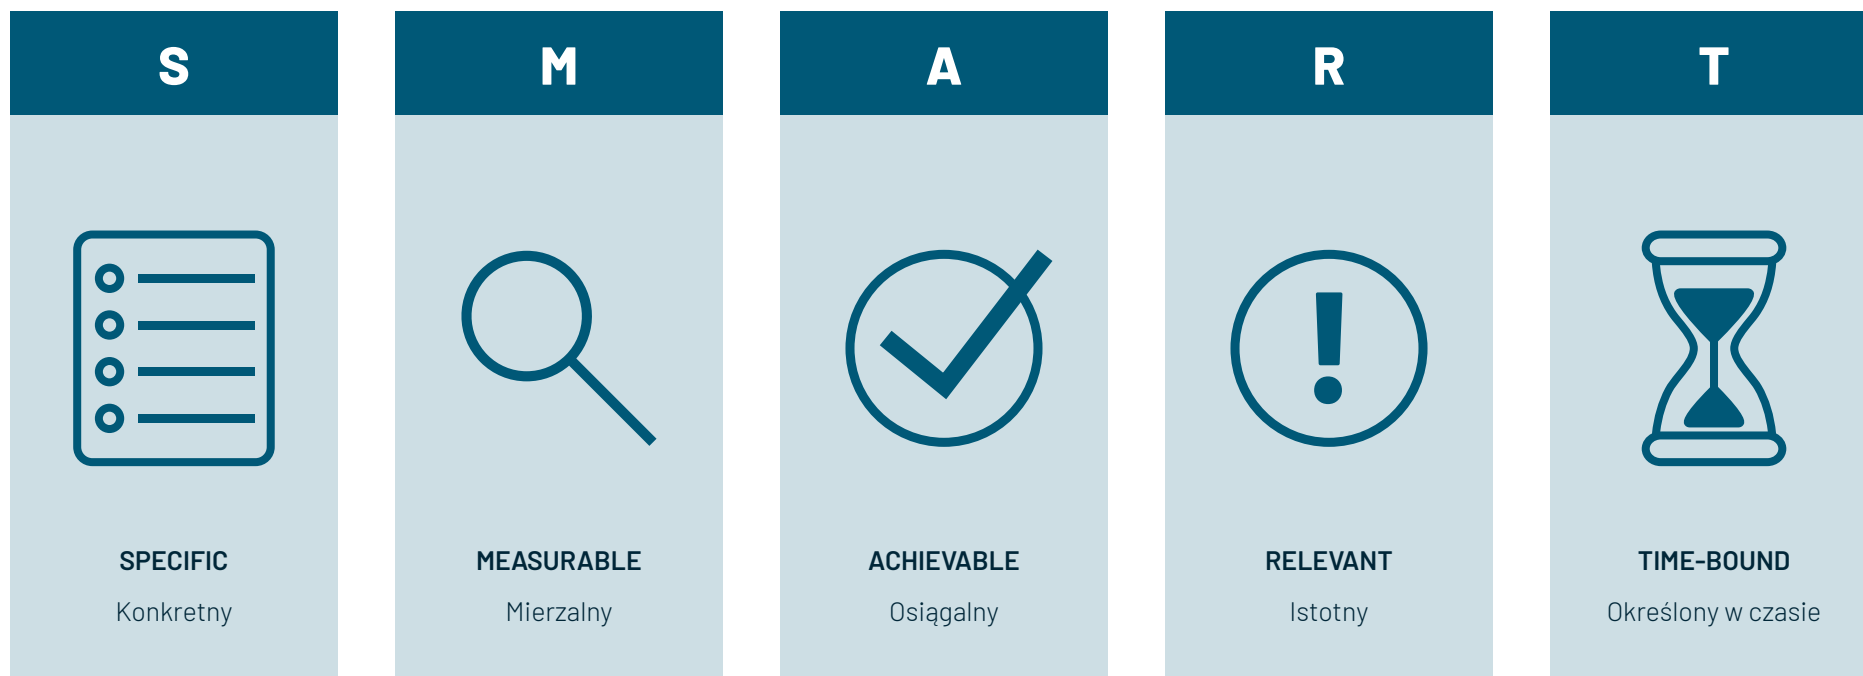 S
SPECIFIC
Konkretny
M
MEASURABLE
Mierzalny
A
ACHIEVABLE
Osiągalny
R
RELEVANT
Istotny
T
TIME-BOUND
Określony w czasie